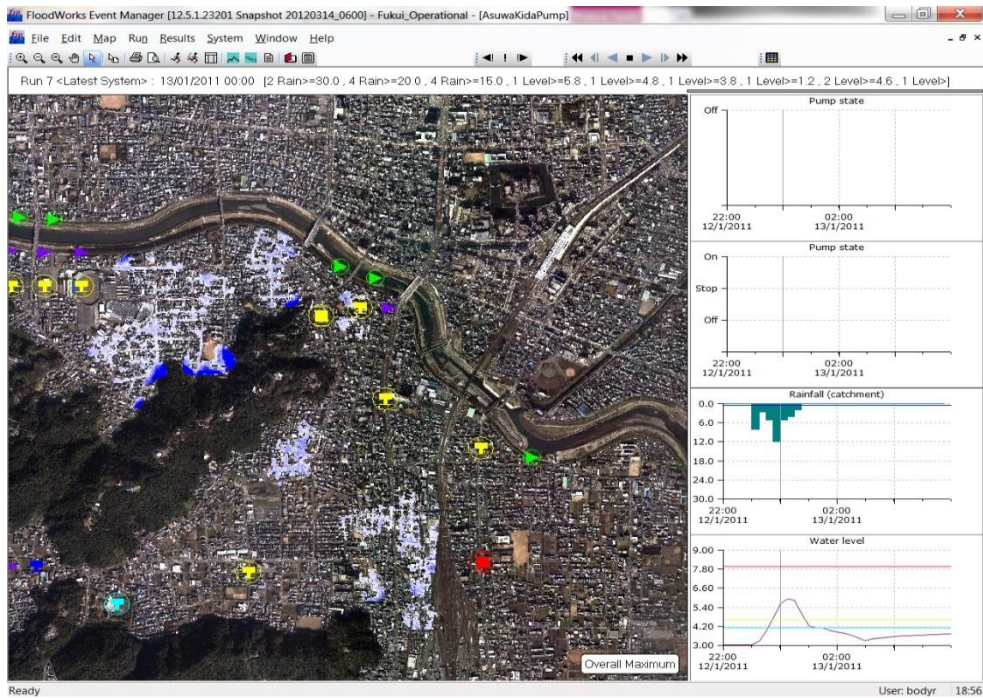 FloodWorks Event Manager [12.5.1.23201 Snapshot 20120314_0600] - Fukui_Operational - [AsuwaKidaPump]
File Edit Map Run Results System Window Help
Run 7 <Latest System> : 13/01/2011 00:00 [2 Rain>=30.0 , 4 Rain>=20.0 , 4 Rain>=15.0 , 1 Level>=5.8 , 1 Level>=4.8 , 1 Level>=3.8 , 1 Level>=1.2 , 2 Level>=4.6 , 1 Level>]
Pump state
Off
22:00 02:00
12/1/2011 13/1/2011
Pump state
On
Stop
Off
22:00 02:00
12/1/2011 13/1/2011
Rainfall (catchment)
0.0
6.0
12.0
18.0
24.0
30.0
22:00 02:00
12/1/2011 13/1/2011
Water level
9.00
7.80
6.60
5.40
4.20
3.00
22:00 02:00
12/1/2011 13/1/2011
Overall Maximum
Ready User: bodyr 18:56